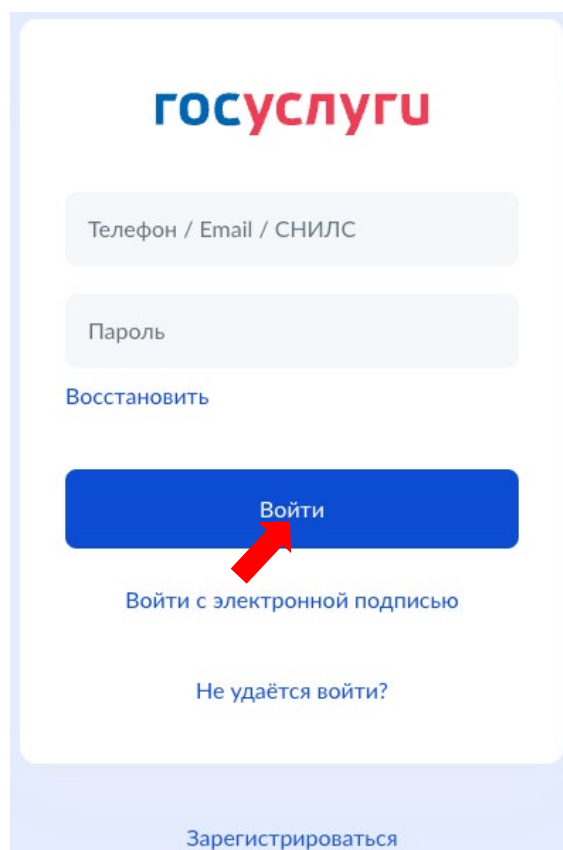 госуслуги
Телефон / Email / СНИЛС
Пароль
Восстановить
Войти
Войти с электронной подписью
Не удаётся войти?
Зарегистрироваться